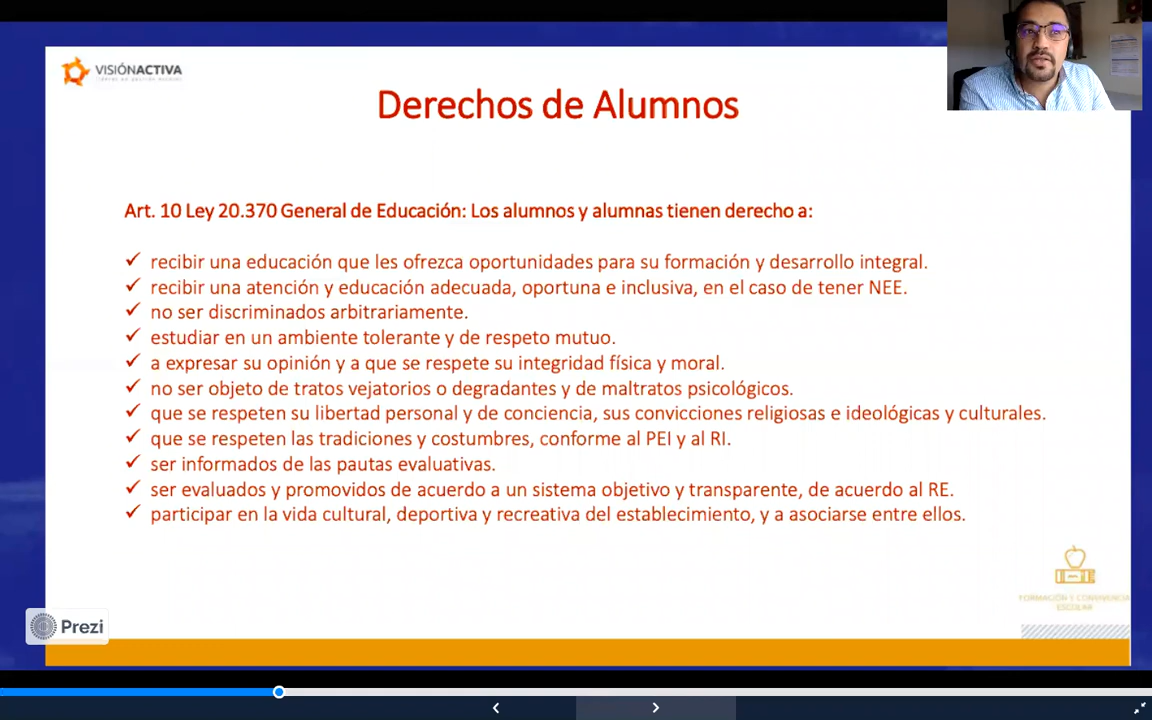 VISIÓNACTIVA
Derechos de Alumnos
Art. 10 Ley 20.370 General de Educación: Los alumnos y alumnas tienen derecho a:
✓ recibir una educación que les ofrezca oportunidades para su formación y desarrollo integral.
✓ recibir una atención y educación adecuada, oportuna e inclusiva, en el caso de tener NEE.
✓ no ser discriminados arbitrariamente.
✓ estudiar en un ambiente tolerante y de respeto mutuo.
✓ a expresar su opinión y a que se respete su integridad física y moral.
✓ no ser objeto de tratos vejatorios o degradantes y de maltratos psicológicos.
✓ que se respeten su libertad personal y de conciencia, sus convicciones religiosas e ideológicas y culturales.
✓ que se respeten las tradiciones y costumbres, conforme al PEI y al RI.
✓ ser informados de las pautas evaluativas.
✓ ser evaluados y promovidos de acuerdo a un sistema objetivo y transparente, de acuerdo al RE.
✓ participar en la vida cultural, deportiva y recreativa del establecimiento, y a asociarse entre ellos.
FORMACIÓN E CONVIVENCIA
ESCOLAR
Prezi